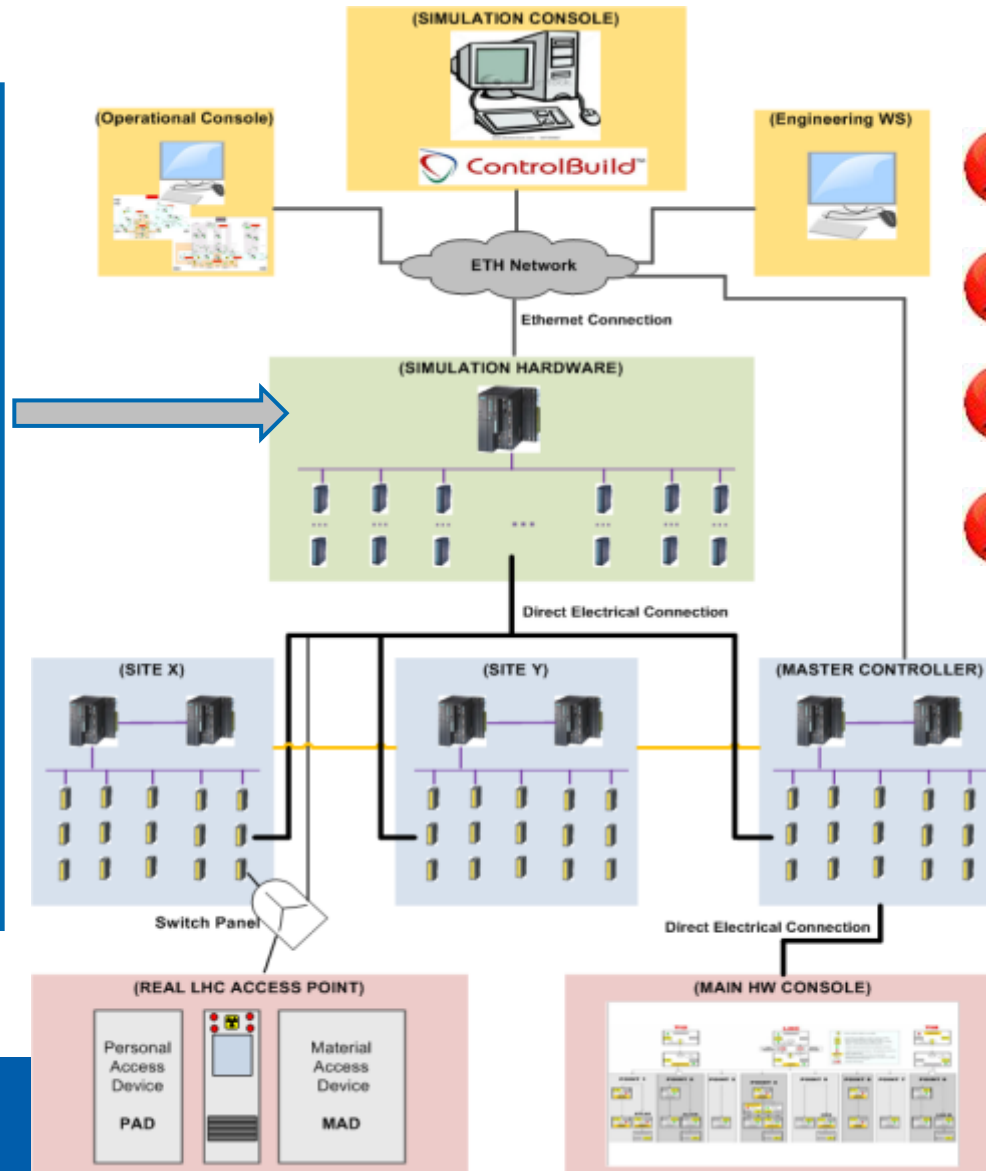 (SIMULATION CONSOLE)
(Operational Console)
(Engineering WS)
ControlBuild™
ETH Network
Ethernet Connection
(SIMULATION HARDWARE)
Direct Electrical Connection
(SITE X)
(SITE Y)
(MASTER CONTROLLER)
Switch Panel
Direct Electrical Connection
(REAL LHC ACCESS POINT)
(MAIN HW CONSOLE)
Personal
Access
Device
PAD
Material
Access
Device
MAD